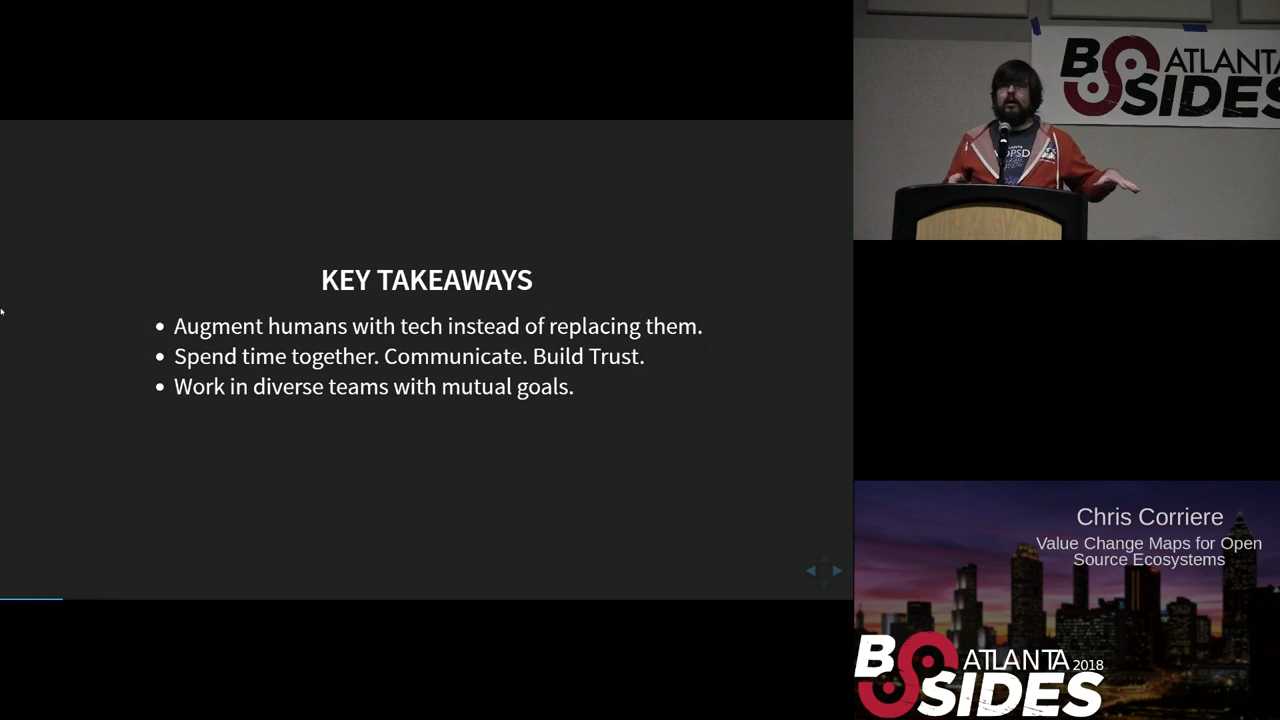 KEY TAKEAWAYS
• Augment humans with tech instead of replacing them.
• Spend time together. Communicate. Build Trust.
• Work in diverse teams with mutual goals.
BSIDES ATLANTA
Chris Corriere
Value Change Maps for Open
Source Ecosystems
BSIDES ATLANTA 2018